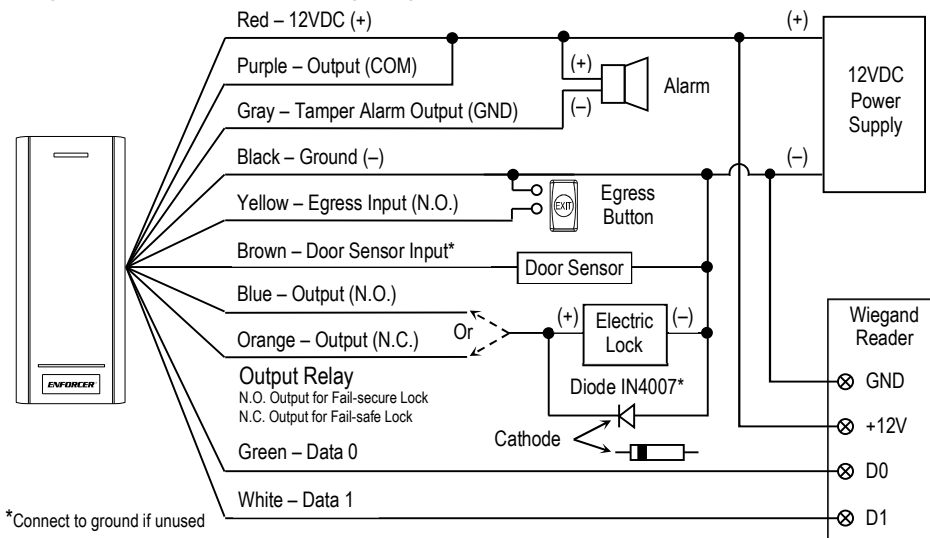 Red – 12VDC (+)
(+)
Purple – Output (COM)
(+)
Alarm
12VDC
Power
Supply
Gray – Tamper Alarm Output (GND)
(–)
Black – Ground (–)
(–)
Yellow – Egress Input (N.O.)
EXIT
Egress
Button
Brown – Door Sensor Input*
Door Sensor
Blue – Output (N.O.)
Or
(+)
Electric
Lock
(–)
Wiegand
Reader
Orange – Output (N.C.)
Output Relay
N.O. Output for Fail-secure Lock
N.C. Output for Fail-safe Lock
Diode IN4007*
GND
ENFORCER
Cathode
+12V
Green – Data 0
D0
White – Data 1
D1
*Connect to ground if unused